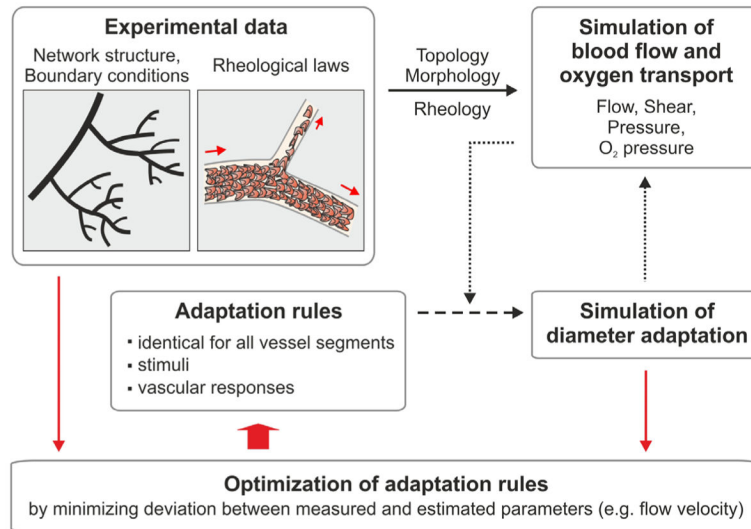 Experimental data
Network structure,
Boundary conditions
Rheological laws
Topology
Morphology
Rheology
Simulation of
blood flow and
oxygen transport
Flow, Shear,
Pressure,
O₂ pressure
Adaptation rules
▪ identical for all vessel segments
▪ stimuli
▪ vascular responses
Simulation of
diameter adaptation
Optimization of adaptation rules
by minimizing deviation between measured and estimated parameters (e.g. flow velocity)